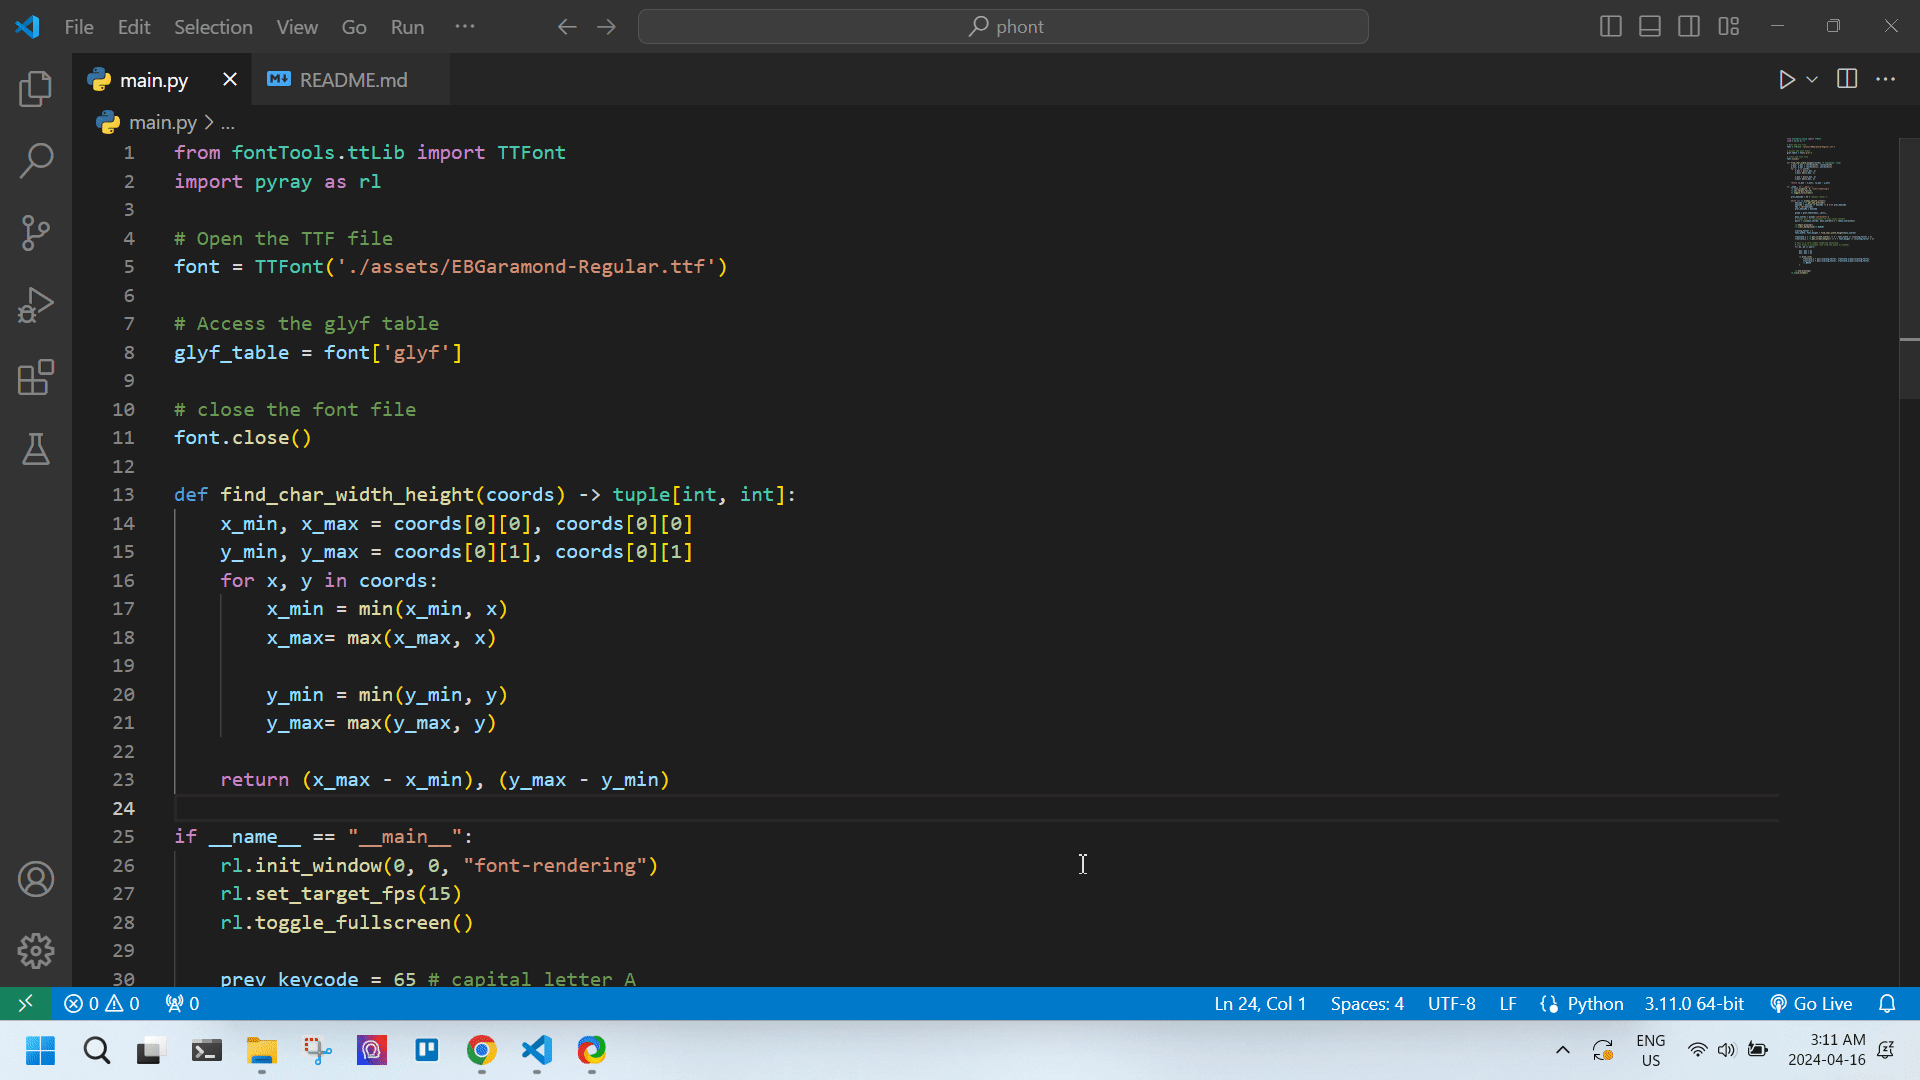 File Edit Selection View Go Run ···
phont
main.py
README.md
main.py > ...
1 from fontTools.ttLib import TTFont
2 import pyray as rl
3
4 # Open the TTF file
5 font = TTFont('./assets/EBGaramond-Regular.ttf')
6
7 # Access the glyf table
8 glyf_table = font['glyf']
9
10 # close the font file
11 font.close()
12
13 def find_char_width_height(coords) -> tuple[int, int]:
14     x_min, x_max = coords[0][0], coords[0][0]
15     y_min, y_max = coords[0][1], coords[0][1]
16     for x, y in coords:
17         x_min = min(x_min, x)
18         x_max= max(x_max, x)
19
20         y_min = min(y_min, y)
21         y_max= max(y_max, y)
22
23     return (x_max - x_min), (y_max - y_min)
24
25 if __name__ == "__main__":
26     rl.init_window(0, 0, "font-rendering")
27     rl.set_target_fps(15)
28     rl.toggle_fullscreen()
29
30     prev_keycode = 65 # capital letter A
0 0 0 Ln 24, Col 1 Spaces: 4 UTF-8 LF Python 3.11.0 64-bit Go Live
ENG
US
3:11 AM
2024-04-16